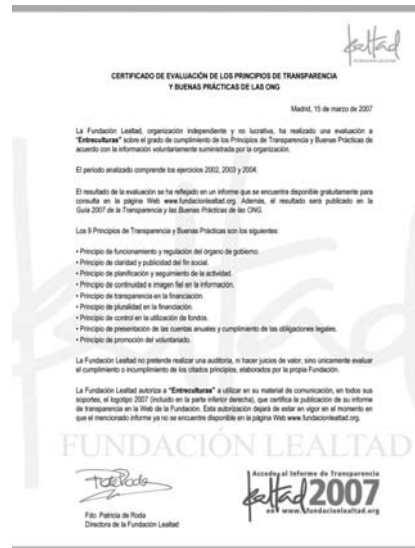 lealtad
CERTIFICADO DE EVALUACIÓN DE LOS PRINCIPIOS DE TRANSPARENCIA
Y BUENAS PRÁCTICAS DE LAS ONG
Madrid, 15 de marzo de 2007
La Fundación Lealtad, organización independiente y no lucrativa, ha realizado una evaluación a
"Entreculturas" sobre el grado de cumplimiento de los Principios de Transparencia y Buenas Prácticas de
acuerdo con la información voluntariamente suministrada por la organización.
El periodo analizado comprende los ejercicios 2002, 2003 y 2004.
El resultado de la evaluación se ha reflejado en un informe que se encuentra disponible gratuitamente para
consulta en la página Web www.fundacionlealtad.org. Además, el resultado será publicado en la
Guía 2007 de la Transparencia y las Buenas Prácticas de las ONG.
Los 9 Principios de Transparencia y Buenas Prácticas son los siguientes:
• Principio de funcionamiento y regulación del órgano de gobierno.
• Principio de claridad y publicidad del fin social.
• Principio de planificación y seguimiento de la actividad.
• Principio de continuidad e imagen fiel en la información.
• Principio de transparencia en la financiación.
• Principio de pluralidad en la financiación.
• Principio de control en la utilización de fondos.
• Principio de presentación de las cuentas anuales y cumplimiento de las obligaciones legales.
• Principio de promoción del voluntariado.
La Fundación Lealtad no pretende realizar una auditoría, ni hacer juicios de valor, sino únicamente evaluar
el cumplimiento o incumplimiento de los citados principios, elaborados por la propia Fundación.
La Fundación Lealtad autoriza a "Entreculturas" a utilizar en su material de comunicación, en todos sus
soportes, el logotipo 2007 (incluido en la parte inferior derecha), que certifica la publicación de su informe
de transparencia en la Web de la Fundación. Esta autorización dejará de estar en vigor en el momento en
que el mencionado informe ya no se encuentre disponible en la página Web www.fundacionlealtad.org.
FUNDACIÓN LEALTAD
Acceda al Informe de Transparencia
lealtad 2007
en www.fundacionlealtad.org
Fdo. Patricia de Roda
Directora de la Fundación Lealtad